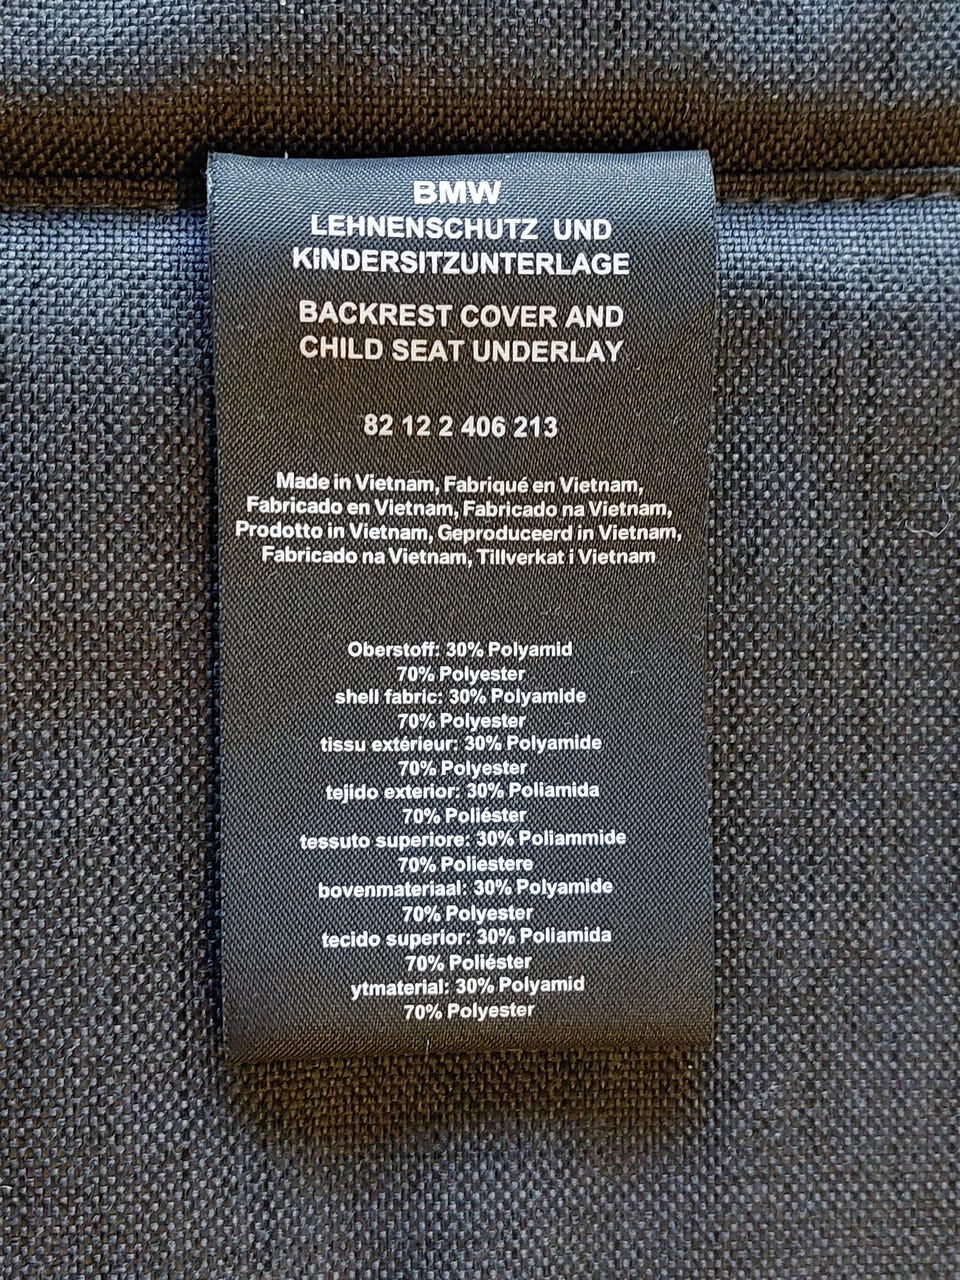 BMW
LEHNENSCHUTZ UND
KINDERSITZUNTERLAGE
BACKREST COVER AND
CHILD SEAT UNDERLAY
82 12 2 406 213
Made in Vietnam, Fabriqué en Vietnam,
Fabricado en Vietnam, Fabricado na Vietnam,
Prodotto in Vietnam, Geproduceerd in Vietnam,
Fabricado na Vietnam, Tillverkat i Vietnam
Oberstoff: 30% Polyamid
70% Polyester
shell fabric: 30% Polyamide
70% Polyester
tissu extérieur: 30% Polyamide
70% Polyester
tejido exterior: 30% Poliamida
70% Poliéster
tessuto superiore: 30% Poliammide
70% Poliestere
bovenmateriaal: 30% Polyamide
70% Polyester
tecido superior: 30% Poliamida
70% Poliéster
ytmaterial: 30% Polyamid
70% Polyester